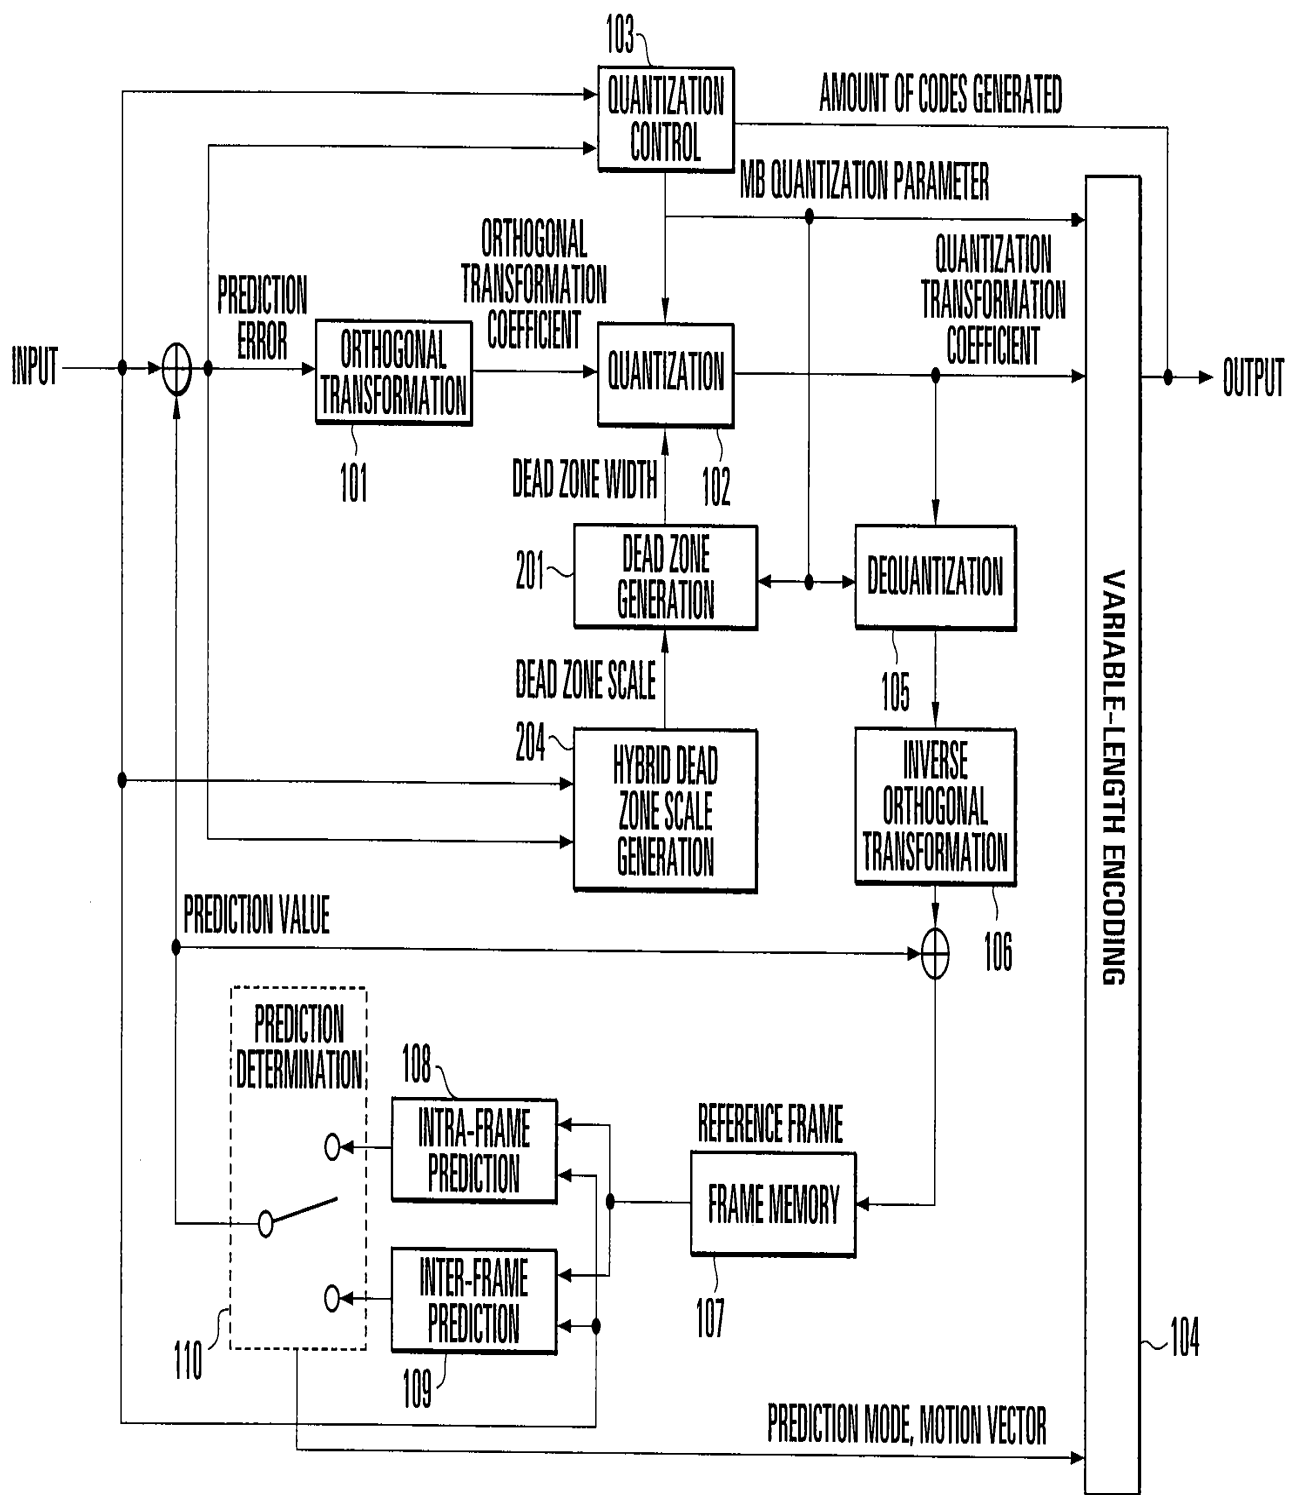 103
QUANTIZATION
CONTROL
AMOUNT OF CODES GENERATED
MB QUANTIZATION PARAMETER
ORTHOGONAL
TRANSFORMATION
COEFFICIENT
QUANTIZATION
TRANSFORMATION
COEFFICIENT
PREDICTION
ERROR
INPUT
ORTHOGONAL
TRANSFORMATION
101
QUANTIZATION
102
OUTPUT
DEAD ZONE WIDTH
201
DEAD ZONE
GENERATION
DEQUANTIZATION
105
DEAD ZONE SCALE
204
HYBRID DEAD
ZONE SCALE
GENERATION
INVERSE
ORTHOGONAL
TRANSFORMATION
106
VARIABLE-LENGTH ENCODING
PREDICTION VALUE
PREDICTION
DETERMINATION
108
INTRA-FRAME
PREDICTION
REFERENCE FRAME
FRAME MEMORY
107
INTER-FRAME
PREDICTION
109
110
104
PREDICTION MODE, MOTION VECTOR